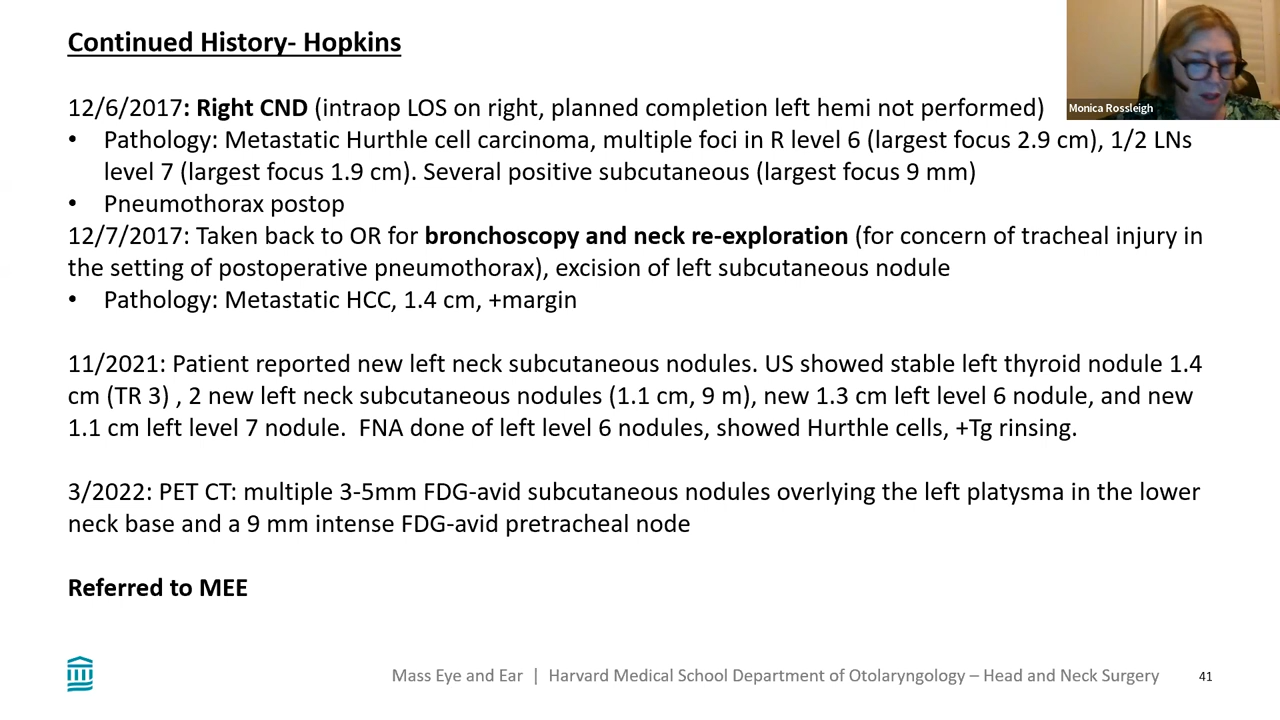 Continued History- Hopkins
Monica Rossleigh
12/6/2017: Right CND (intraop LOS on right, planned completion left hemi not performed)
• Pathology: Metastatic Hurthle cell carcinoma, multiple foci in R level 6 (largest focus 2.9 cm), 1/2 LNs
level 7 (largest focus 1.9 cm). Several positive subcutaneous (largest focus 9 mm)
• Pneumothorax postop
12/7/2017: Taken back to OR for bronchoscopy and neck re-exploration (for concern of tracheal injury in
the setting of postoperative pneumothorax), excision of left subcutaneous nodule
• Pathology: Metastatic HCC, 1.4 cm, +margin
11/2021: Patient reported new left neck subcutaneous nodules. US showed stable left thyroid nodule 1.4
cm (TR 3) , 2 new left neck subcutaneous nodules (1.1 cm, 9 m), new 1.3 cm left level 6 nodule, and new
1.1 cm left level 7 nodule.  FNA done of left level 6 nodules, showed Hurthle cells, +Tg rinsing.
3/2022: PET CT: multiple 3-5mm FDG-avid subcutaneous nodules overlying the left platysma in the lower
neck base and a 9 mm intense FDG-avid pretracheal node
Referred to MEE
Mass Eye and Ear | Harvard Medical School Department of Otolaryngology – Head and Neck Surgery
41